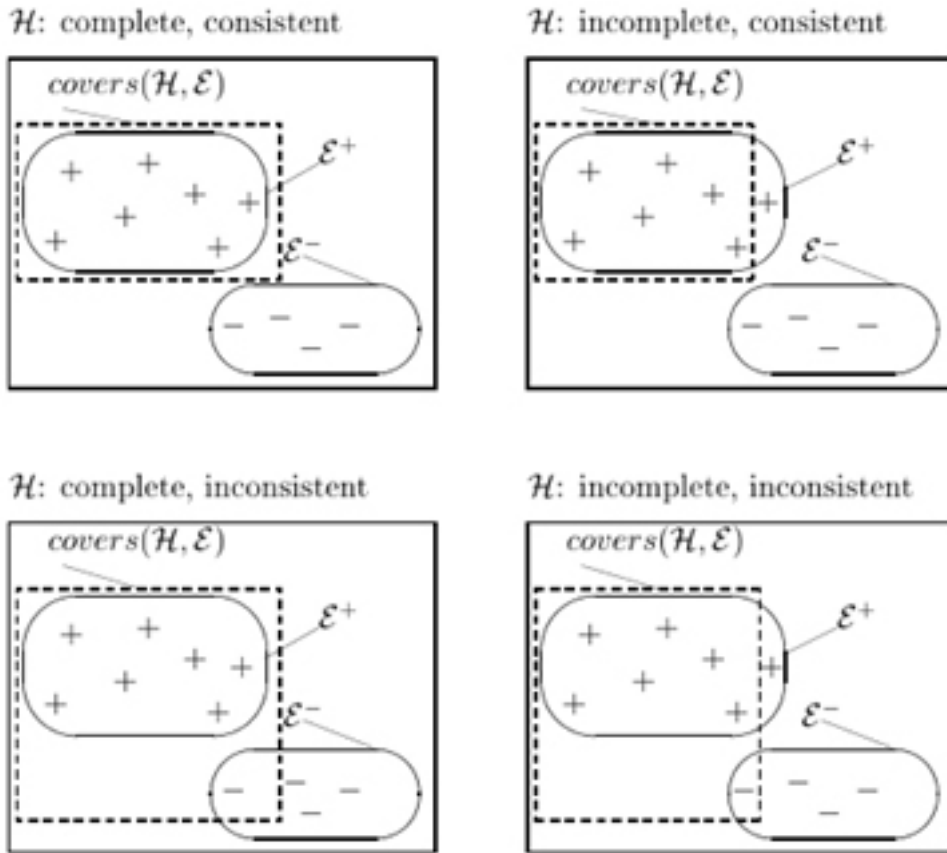 ℋ: complete, consistent
covers(ℋ, ℰ)
ℰ⁺
ℰ⁻
ℋ: incomplete, consistent
covers(ℋ, ℰ)
ℰ⁺
ℰ⁻
ℋ: complete, inconsistent
covers(ℋ, ℰ)
ℰ⁺
ℰ⁻
ℋ: incomplete, inconsistent
covers(ℋ, ℰ)
ℰ⁺
ℰ⁻